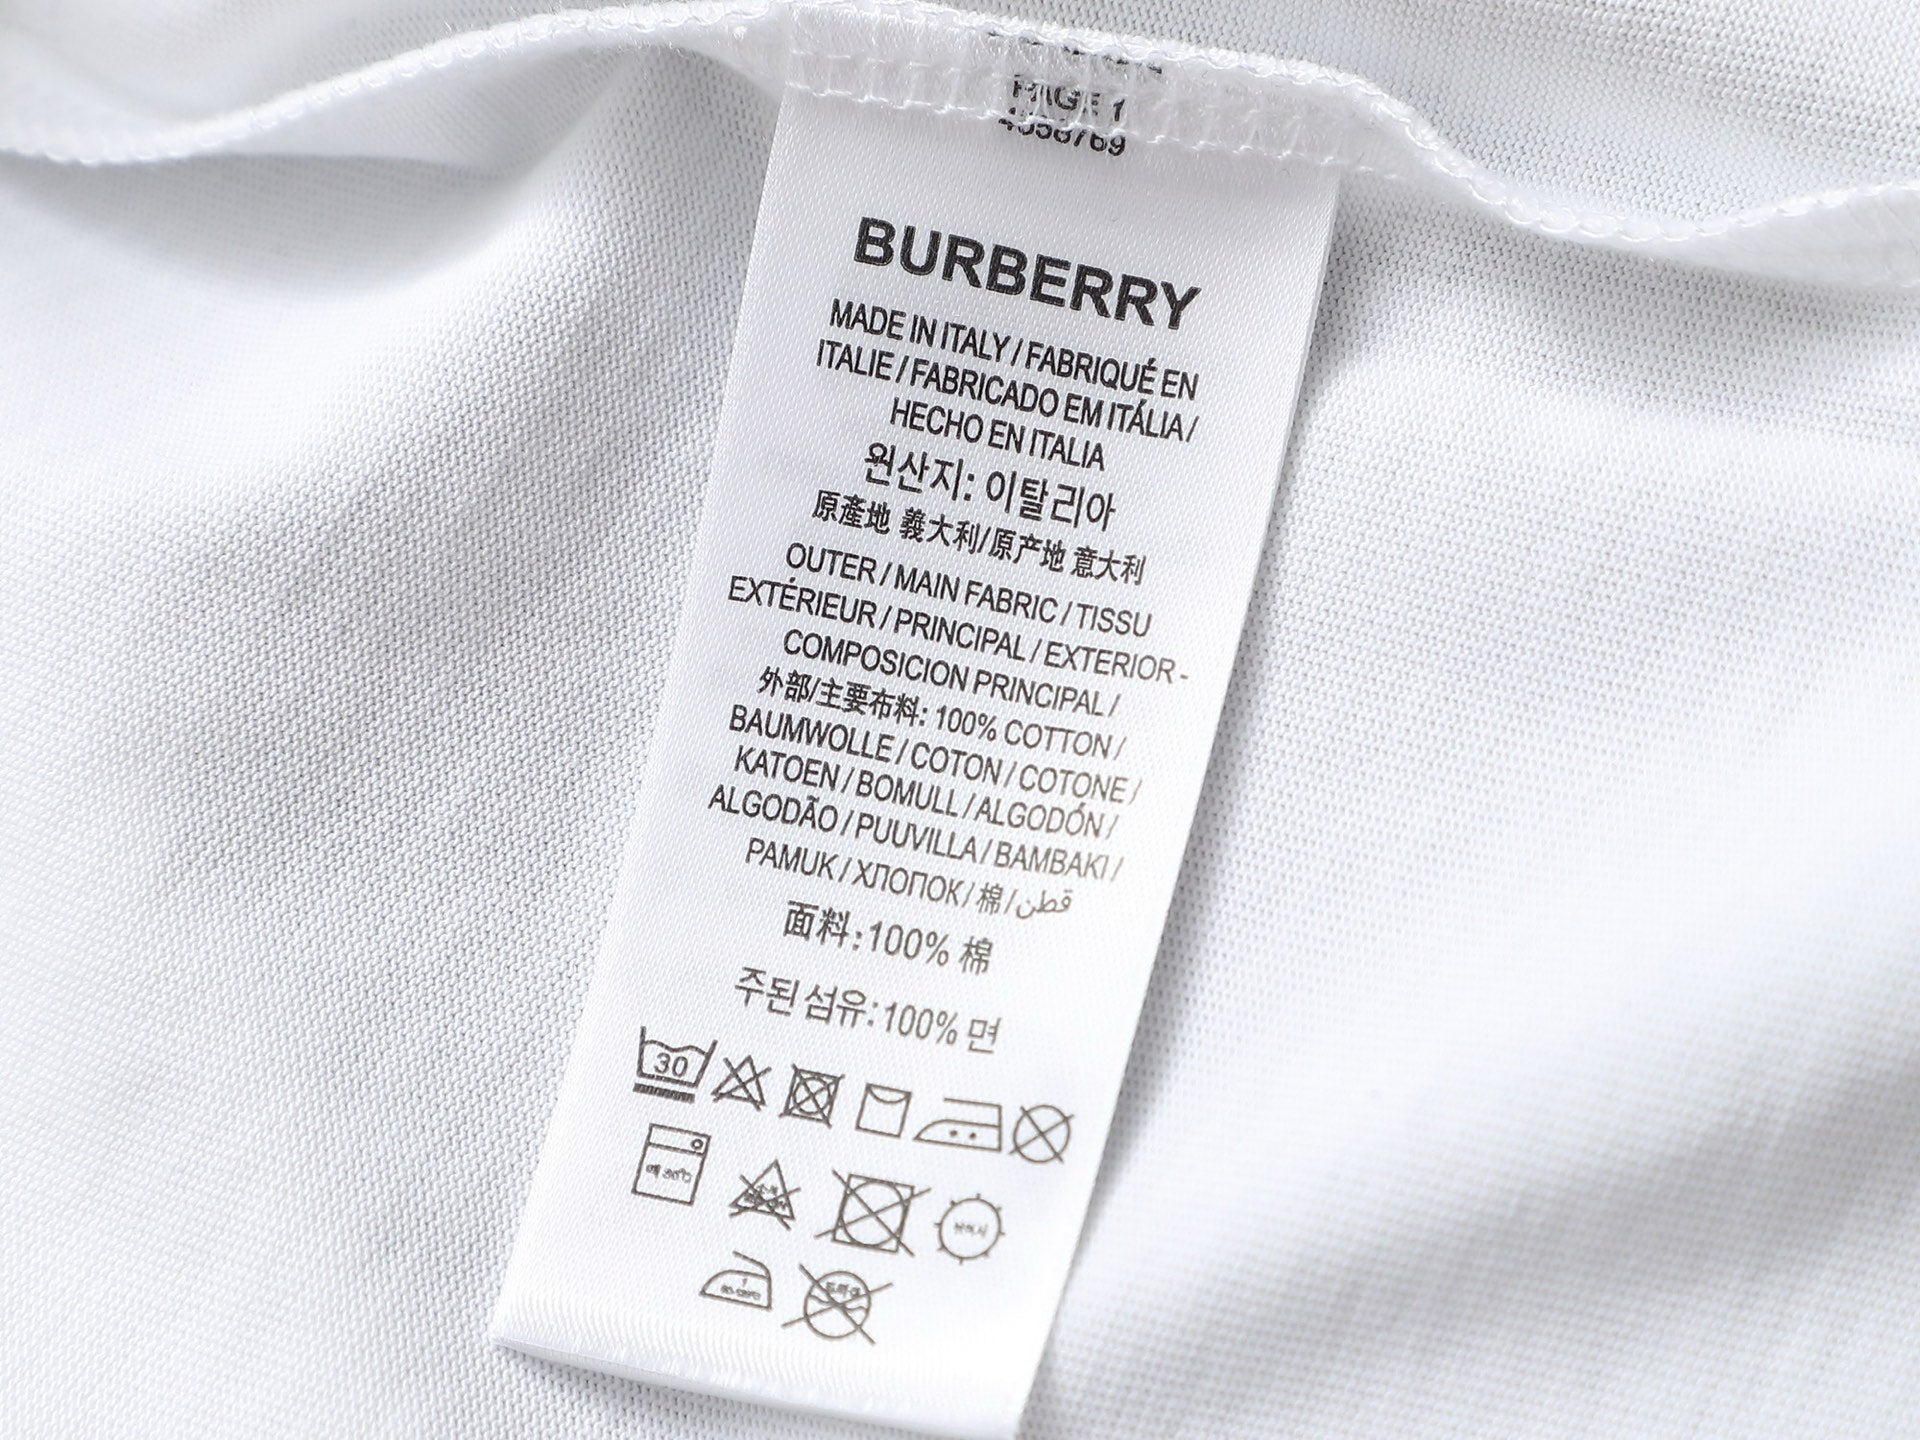 PAGE 1
4558769
BURBERRY
MADE IN ITALY / FABRIQUÉ EN
ITALIE / FABRICADO EM ITÁLIA /
HECHO EN ITALIA
원산지: 이탈리아
原產地 義大利/原产地 意大利
OUTER / MAIN FABRIC / TISSU
EXTÉRIEUR / PRINCIPAL / EXTERIOR -
COMPOSICION PRINCIPAL /
外部/主要布料: 100% COTTON /
BAUMWOLLE / COTON / COTONE /
KATOEN / BOMULL / ALGODÓN /
ALGODÃO / PUUVILLA / BAMBAKI /
PAMUK / ХЛОПОК / 棉 / قطن
面料:100% 棉
주된 섬유:100% 면
30